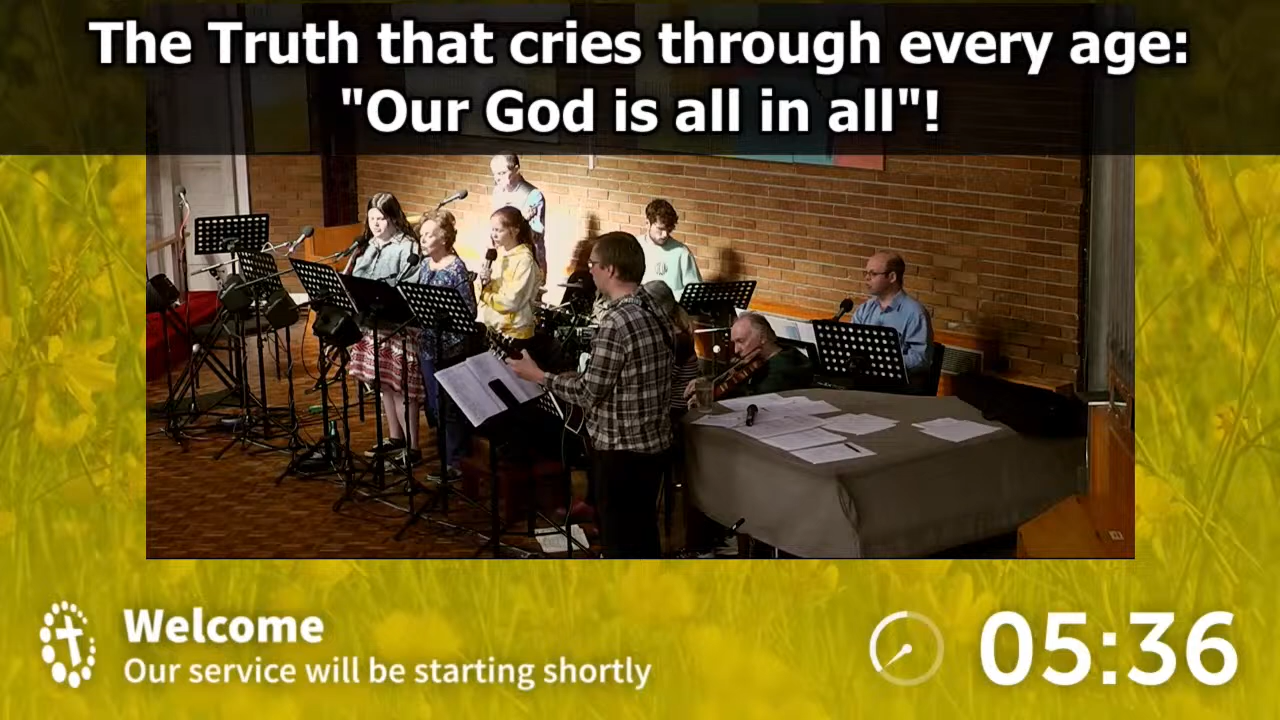 The Truth that cries through every age:
"Our God is all in all"!
Welcome
Our service will be starting shortly
05:36